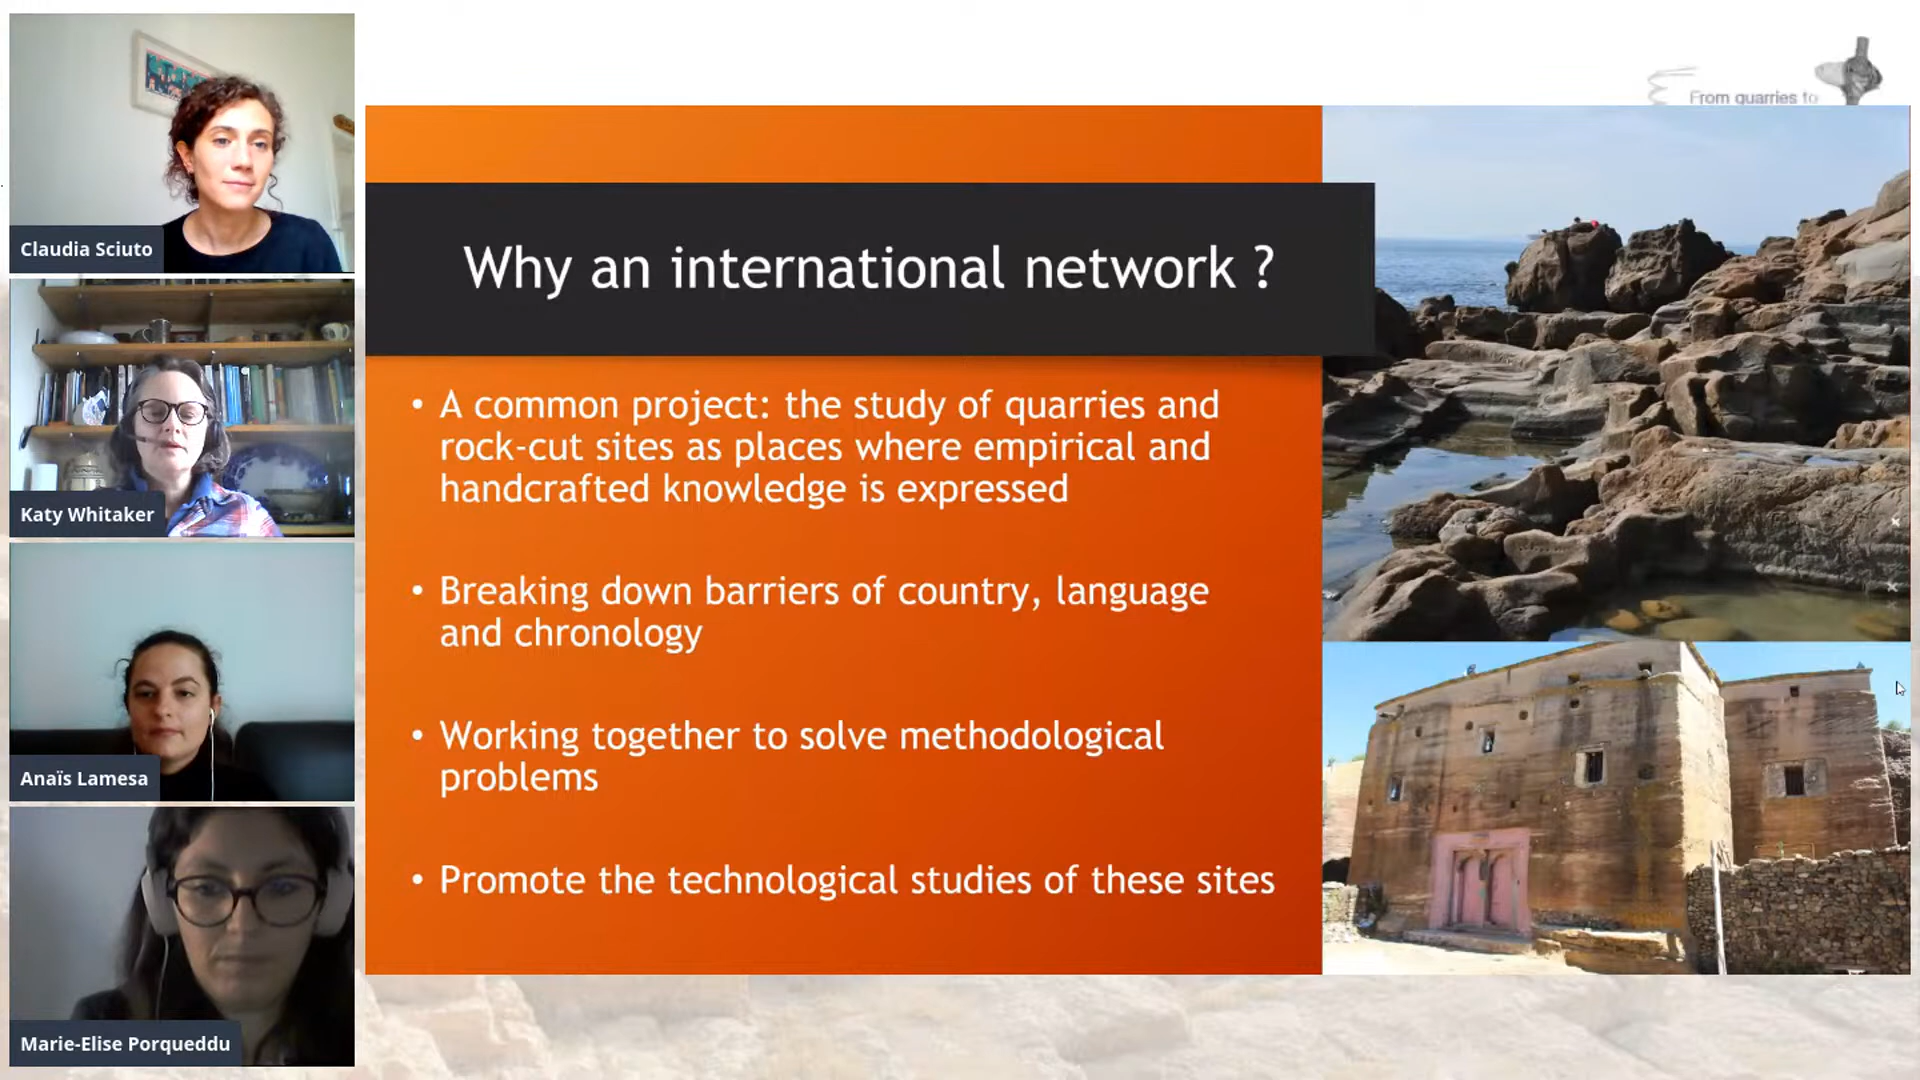 Claudia Sciuto
Katy Whitaker
Anaïs Lamesa
Marie-Elise Porqueddu
From quarries to
Why an international network ?
• A common project: the study of quarries and
rock-cut sites as places where empirical and
handcrafted knowledge is expressed
• Breaking down barriers of country, language
and chronology
• Working together to solve methodological
problems
• Promote the technological studies of these sites